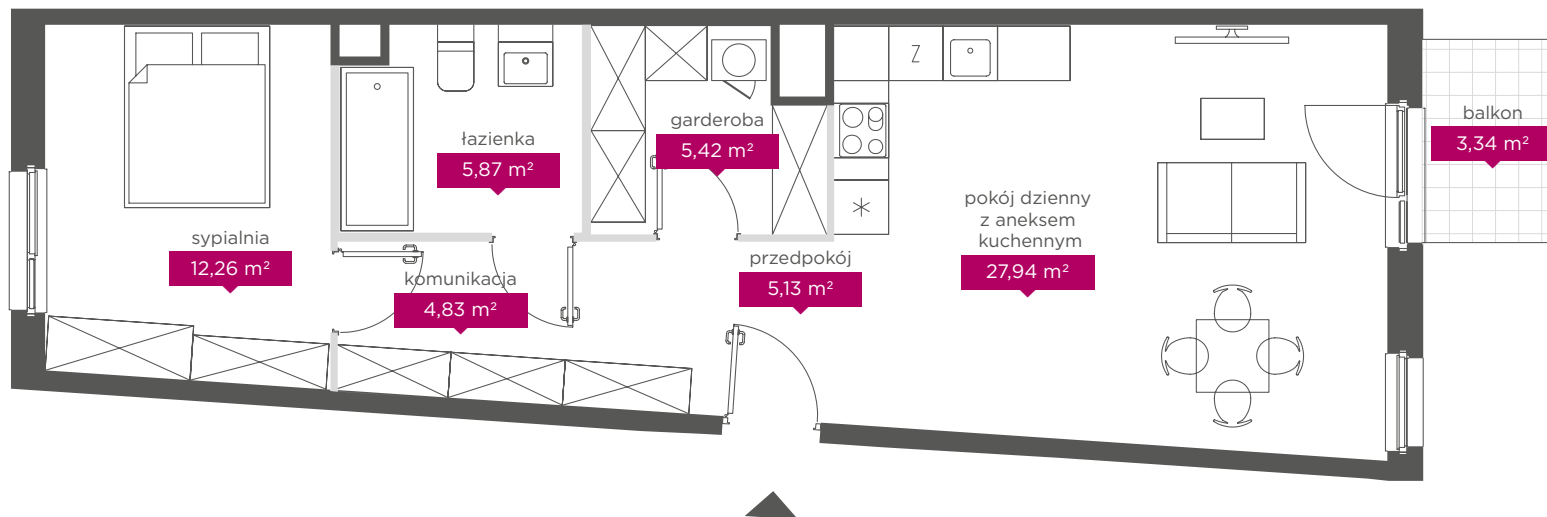 sypialnia
12,26 m²
łazienka
5,87 m²
komunikacja
4,83 m²
garderoba
5,42 m²
przedpokój
5,13 m²
Z
pokój dzienny
z aneksem
kuchennym
27,94 m²
balkon
3,34 m²